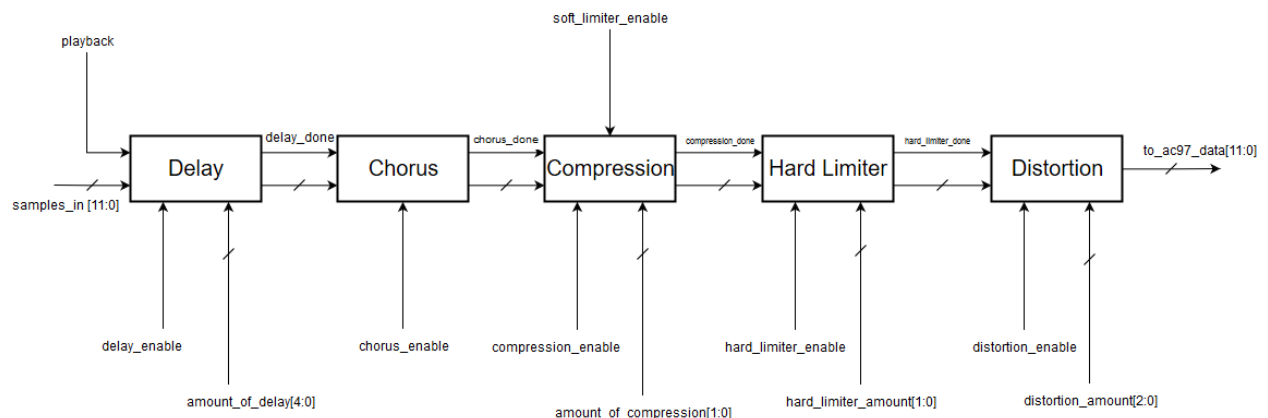 soft_limiter_enable
playback
delay_done
chorus_done
compression_done
hard_limiter_done
to_ac97_data[11:0]
Delay
Chorus
Compression
Hard Limiter
Distortion
samples_in [11:0]
delay_enable
chorus_enable
compression_enable
hard_limiter_enable
distortion_enable
amount_of_delay[4:0]
amount_of_compression[1:0]
hard_limiter_amount[1:0]
distortion_amount[2:0]